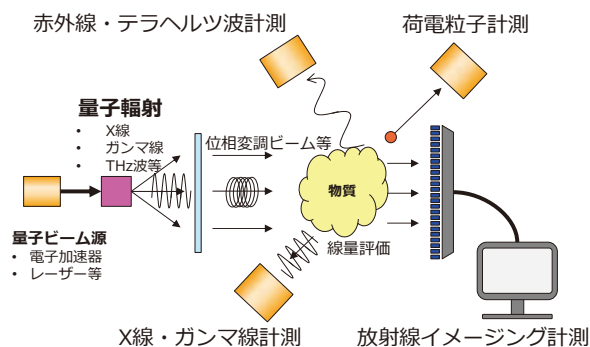 赤外線・テラヘルツ波計測
荷電粒子計測
量子輻射
• X線
• ガンマ線
• THz波等
位相変調ビーム等
物質
量子ビーム源
• 電子加速器
• レーザー等
線量評価
X線・ガンマ線計測
放射線イメージング計測